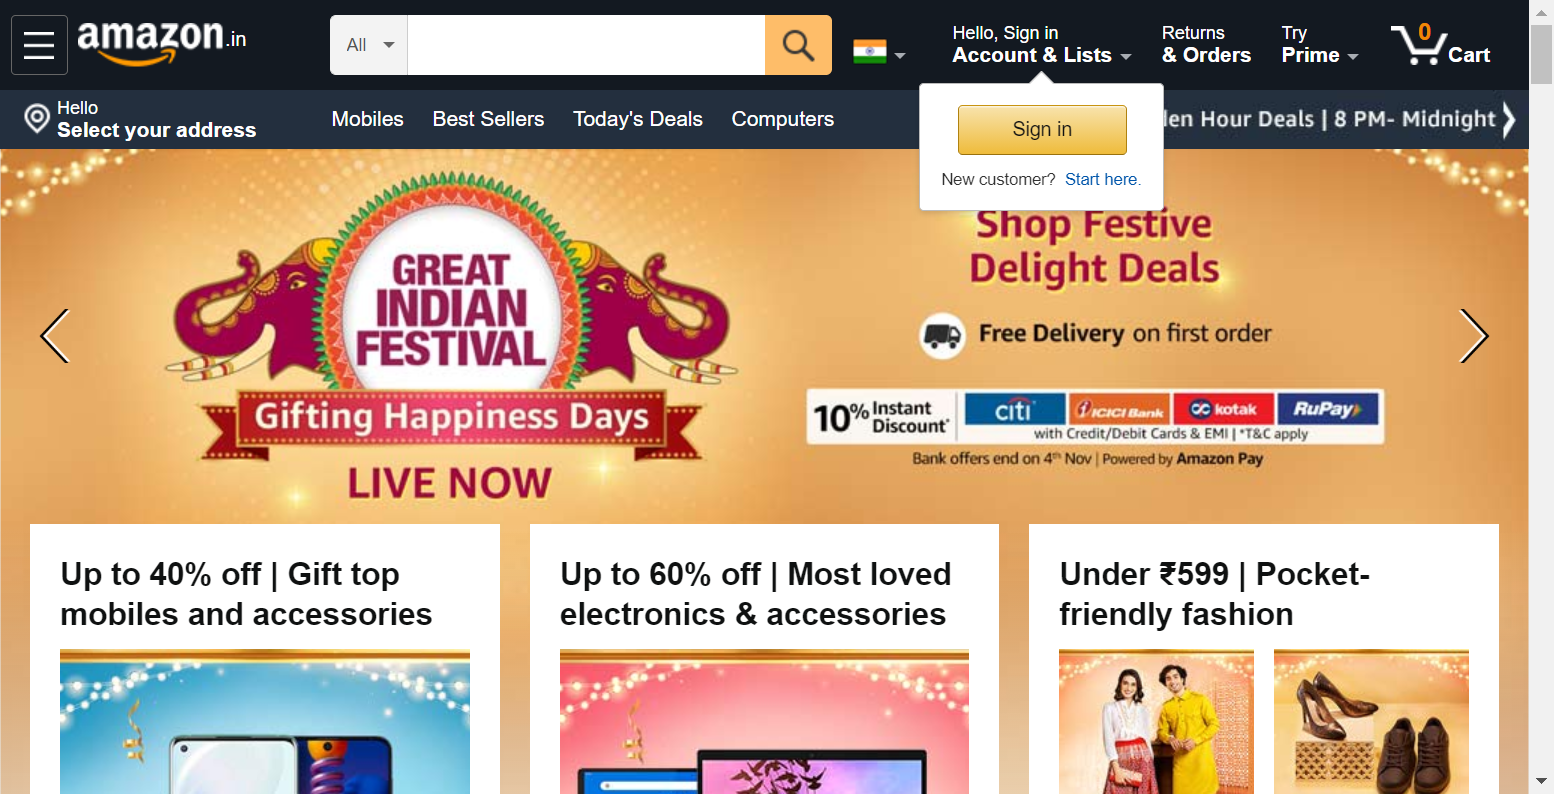 amazon.in
All
Hello, Sign in
Account & Lists
Returns
& Orders
Try
Prime
0
Cart
Hello
Select your address
Mobiles
Best Sellers
Today's Deals
Computers
Hour Deals | 8 PM- Midnight
Sign in
New customer? Start here.
GREAT
INDIAN
FESTIVAL
Gifting Happiness Days
LIVE NOW
Shop Festive
Delight Deals
Free Delivery on first order
10% Instant
Discount*
citi
ICICI Bank
kotak
RuPay
with Credit/Debit Cards & EMI | *T&C apply
Bank offers end on 4th Nov | Powered by Amazon Pay
Up to 40% off | Gift top
mobiles and accessories
Up to 60% off | Most loved
electronics & accessories
Under ₹599 | Pocket-
friendly fashion